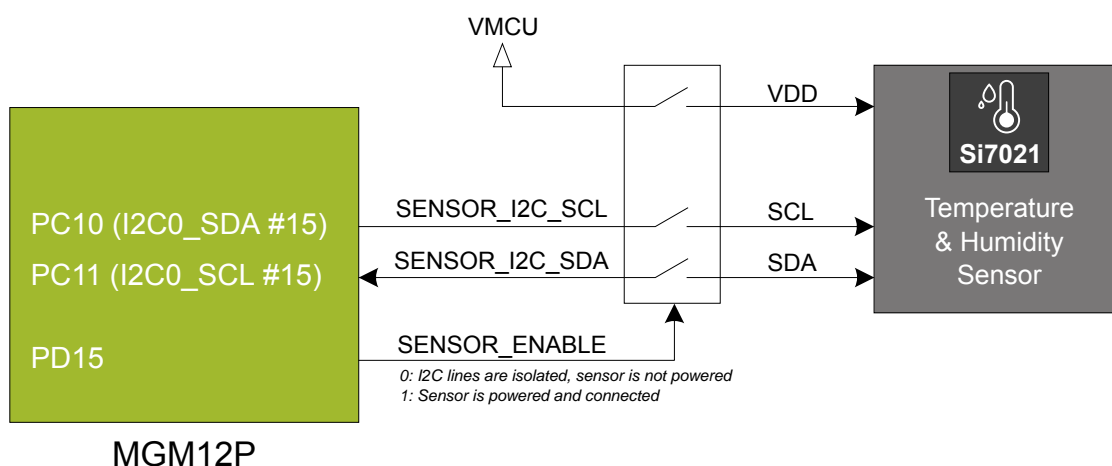 VMCU
VDD
Si7021
PC10 (I2C0_SDA #15)
SENSOR_I2C_SCL
SCL
Temperature
& Humidity
Sensor
PC11 (I2C0_SCL #15)
SENSOR_I2C_SDA
SDA
PD15
SENSOR_ENABLE
0: I2C lines are isolated, sensor is not powered
1: Sensor is powered and connected
MGM12P